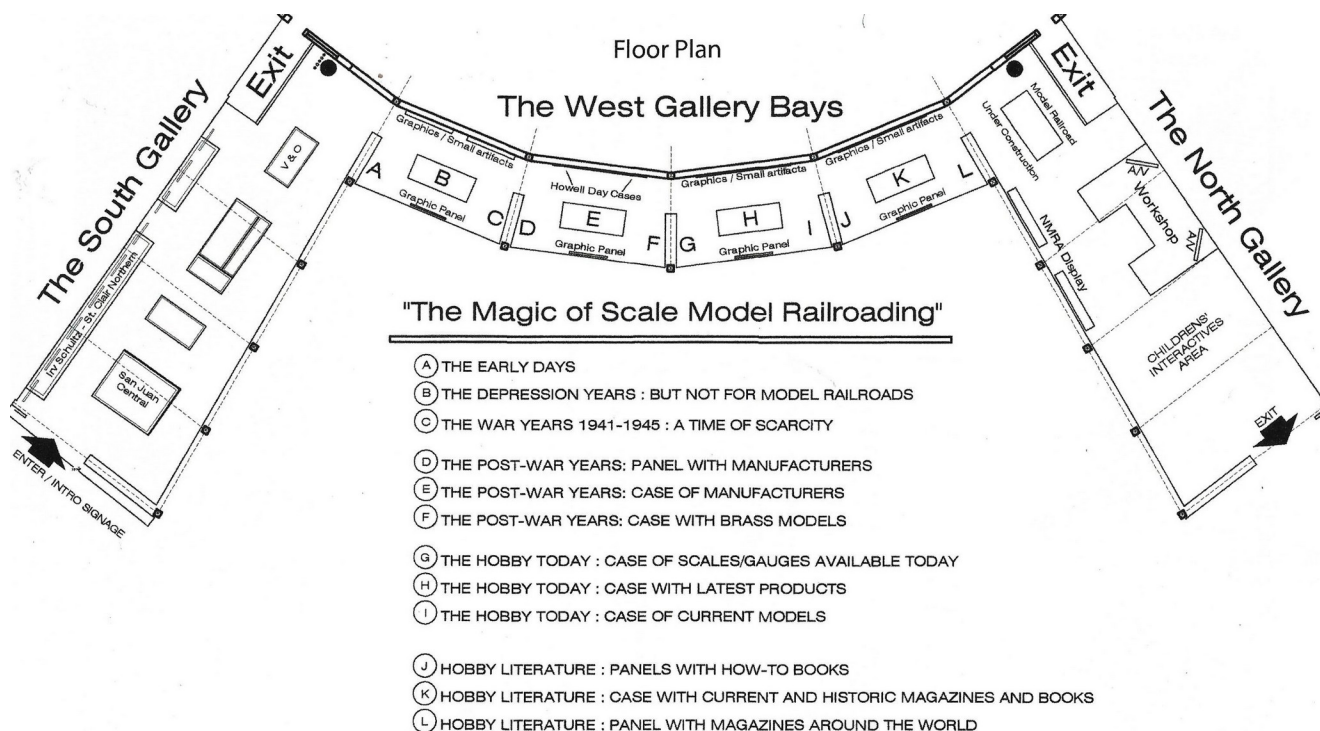 Floor Plan
The West Gallery Bays
The South Gallery
The North Gallery
Exit
V & O
Irv Schultz - St. Clair Northern
San Juan
Central
ENTER / INTRO SIGNAGE
A
Graphics / Small artifacts
B
Graphic Panel
C
D
Howell Day Cases
E
Graphic Panel
F
G
Graphics / Small artifacts
H
Graphic Panel
I
J
Graphics / Small artifacts
K
Graphic Panel
L
Exit
Model Railroad
Under Construction
AV
Workshop
AV
NMRA Display
CHILDRENS'
INTERACTIVES
AREA
EXIT
"The Magic of Scale Model Railroading"
A THE EARLY DAYS
B THE DEPRESSION YEARS : BUT NOT FOR MODEL RAILROADS
C THE WAR YEARS 1941-1945 : A TIME OF SCARCITY
D THE POST-WAR YEARS: PANEL WITH MANUFACTURERS
E THE POST-WAR YEARS: CASE OF MANUFACTURERS
F THE POST-WAR YEARS: CASE WITH BRASS MODELS
G THE HOBBY TODAY : CASE OF SCALES/GAUGES AVAILABLE TODAY
H THE HOBBY TODAY : CASE WITH LATEST PRODUCTS
I THE HOBBY TODAY : CASE OF CURRENT MODELS
J HOBBY LITERATURE : PANELS WITH HOW-TO BOOKS
K HOBBY LITERATURE : CASE WITH CURRENT AND HISTORIC MAGAZINES AND BOOKS
L HOBBY LITERATURE : PANEL WITH MAGAZINES AROUND THE WORLD